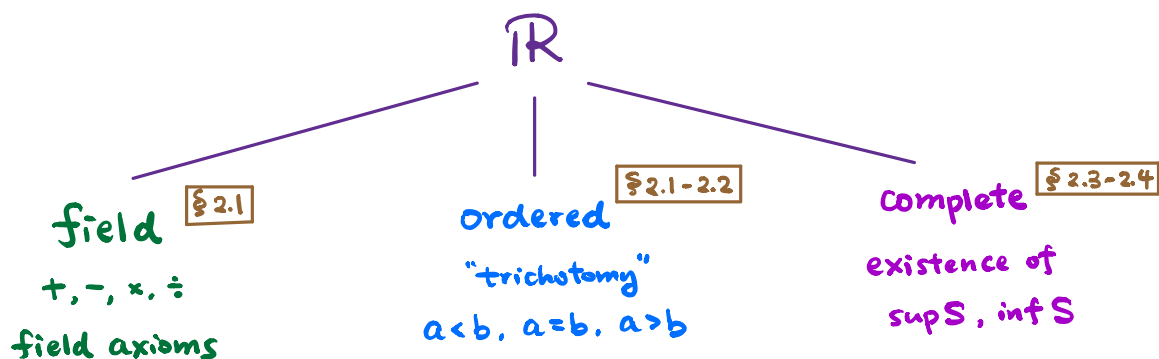 ℝ
field
§ 2.1
+, -, ×, ÷
field axioms
ordered
§ 2.1 - 2.2
"trichotomy"
a < b, a = b, a > b
complete
§ 2.3 - 2.4
existence of
sup S, inf S